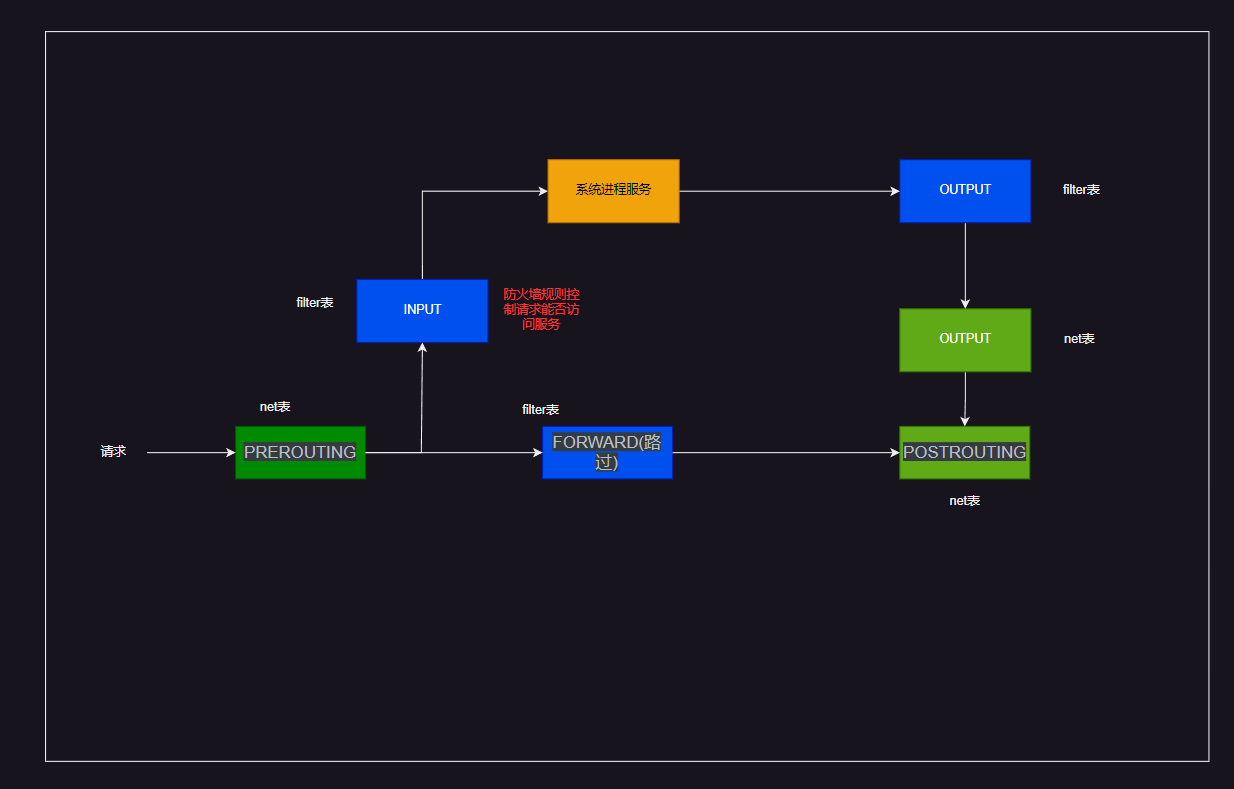 系统进程服务
OUTPUT
filter表
filter表
INPUT
防火墙规则控
制请求能否访
问服务
OUTPUT
net表
net表
filter表
请求
PREROUTING
FORWARD(路
过)
POSTROUTING
net表